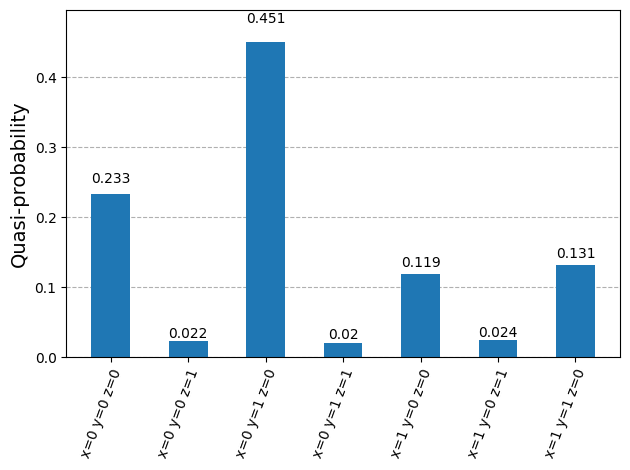 0.451
0.4
0.3
0.233
0.2
0.119
0.131
0.1
0.022
0.02
0.024
0.0
Quasi-probability
x=0 y=0 z=0
x=0 y=0 z=1
x=0 y=1 z=0
x=0 y=1 z=1
x=1 y=0 z=0
x=1 y=0 z=1
x=1 y=1 z=0